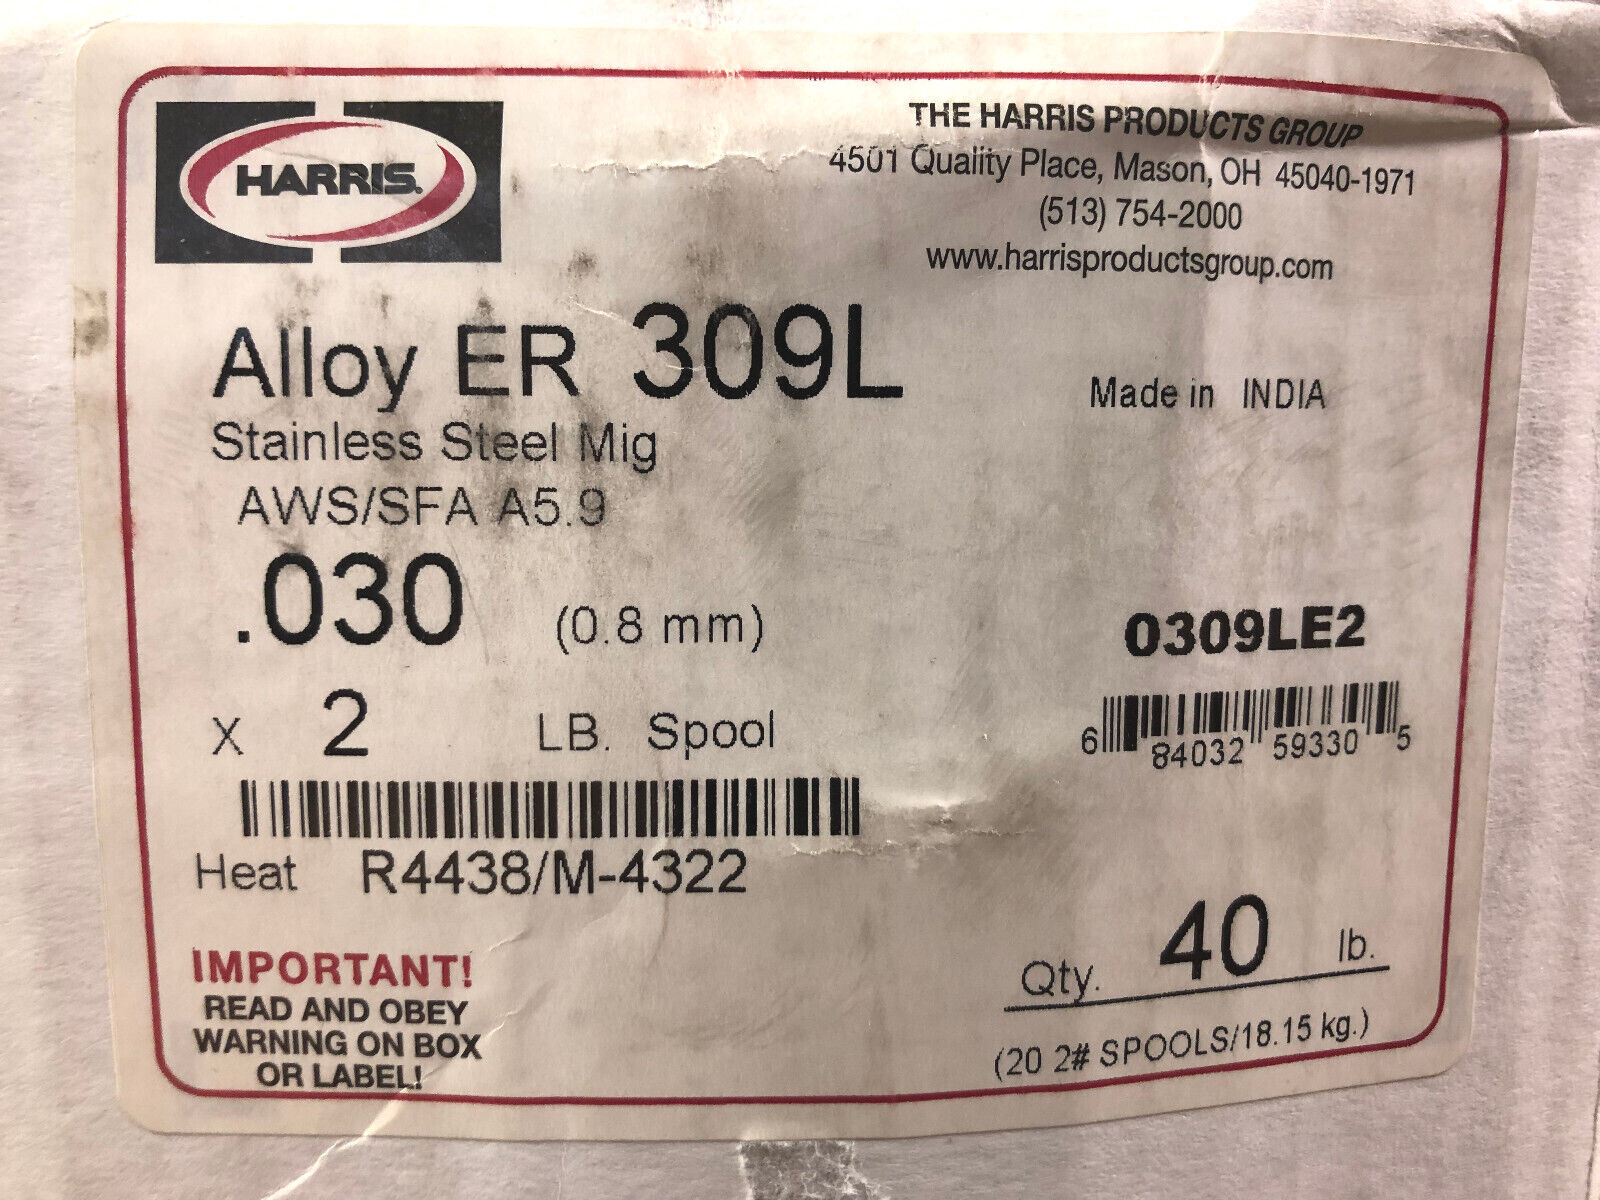 HARRIS.
THE HARRIS PRODUCTS GROUP
4501 Quality Place, Mason, OH 45040-1971
(513) 754-2000
www.harrisproductsgroup.com
Alloy ER 309L
Made in INDIA
Stainless Steel Mig
AWS/SFA A5.9
.030 (0.8 mm)
0309LE2
x 2 LB. Spool
6 84032 59330 5
Heat R4438/M-4322
Qty. 40 lb.
(20 2# SPOOLS/18.15 kg.)
IMPORTANT!
READ AND OBEY
WARNING ON BOX
OR LABEL!